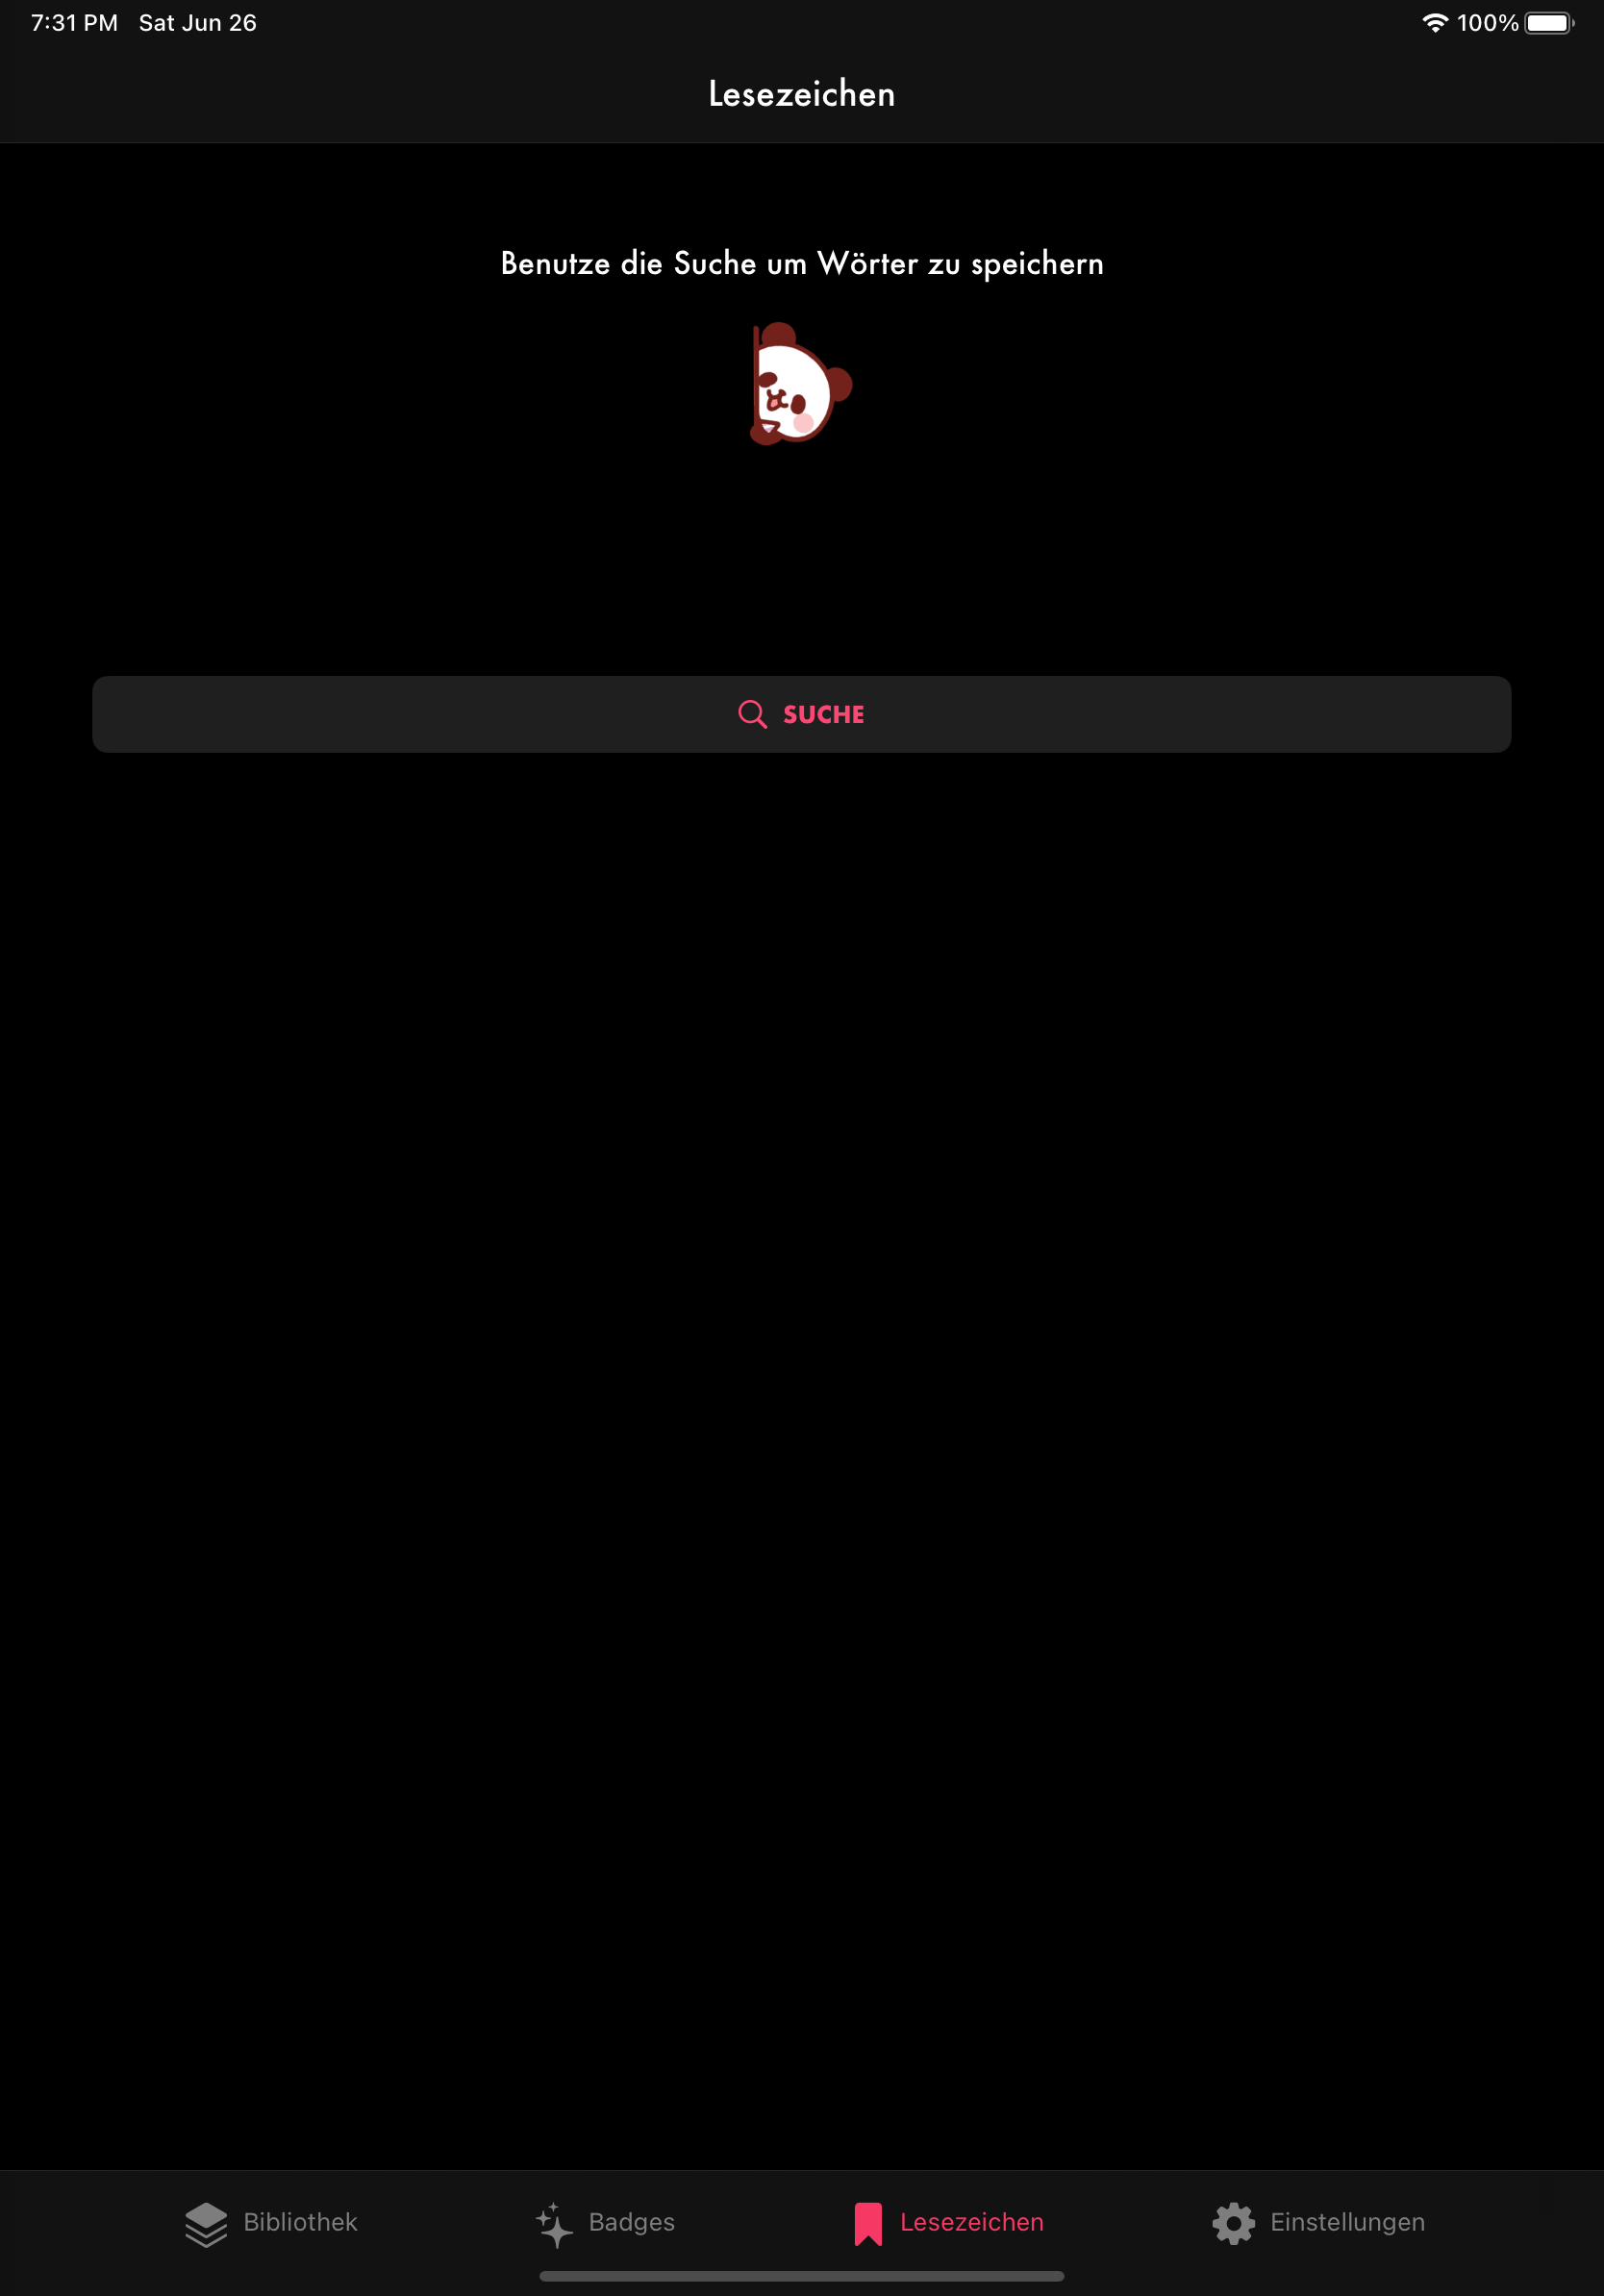 7:31 PM Sat Jun 26 100%
Lesezeichen
Benutze die Suche um Wörter zu speichern
SUCHE
Bibliothek Badges Lesezeichen Einstellungen